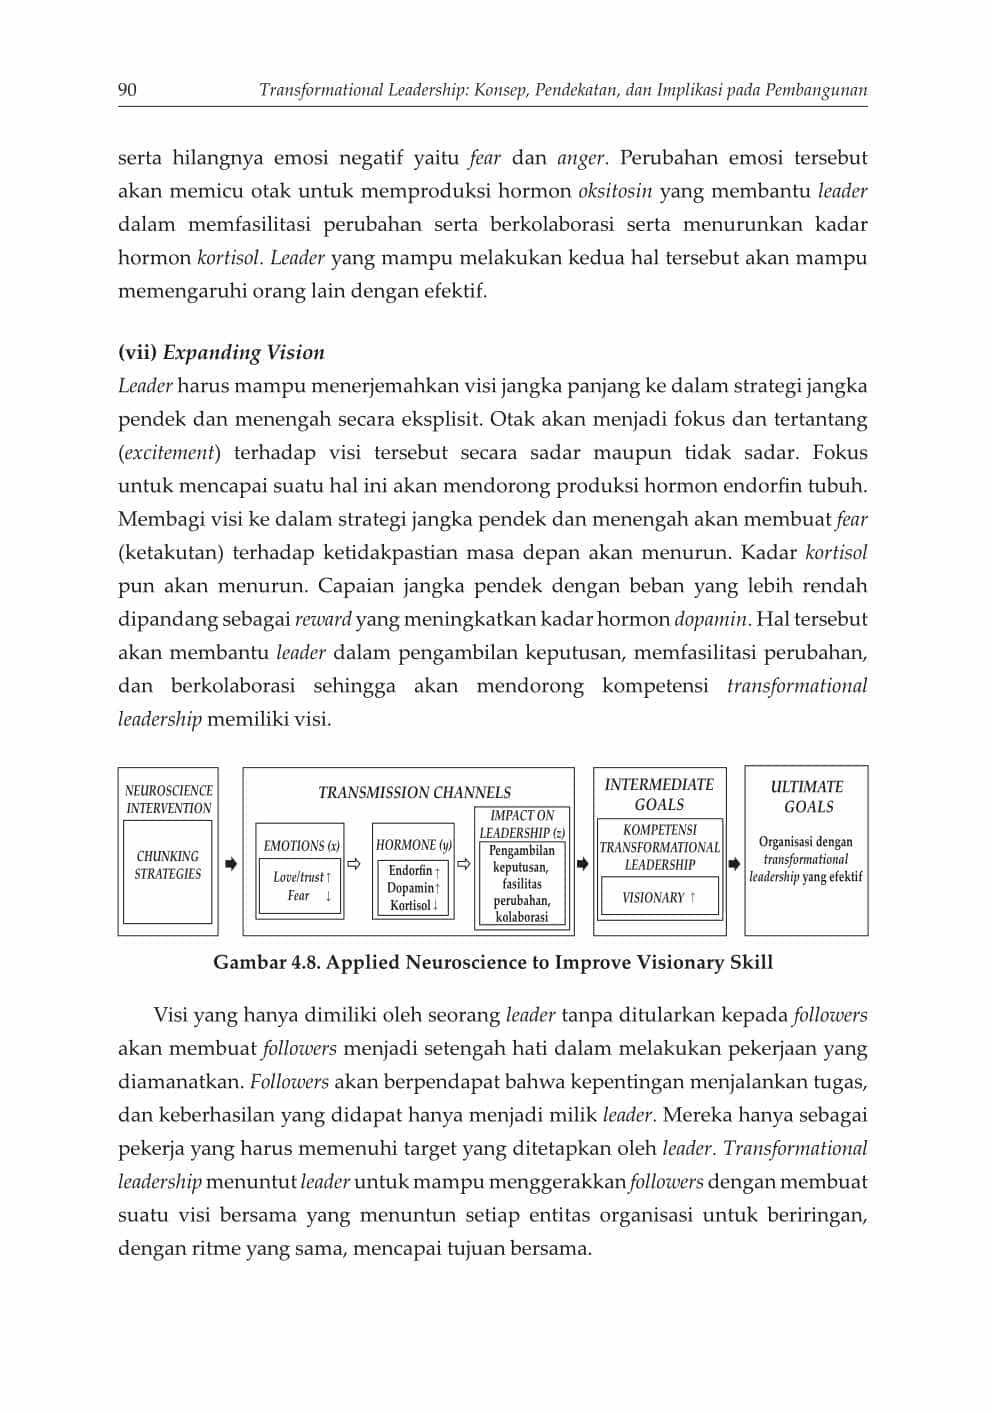 90 Transformational Leadership: Konsep, Pendekatan, dan Implikasi pada Pembangunan
serta hilangnya emosi negatif yaitu fear dan anger. Perubahan emosi tersebut
akan memicu otak untuk memproduksi hormon oksitosin yang membantu leader
dalam memfasilitasi perubahan serta berkolaborasi serta menurunkan kadar
hormon kortisol. Leader yang mampu melakukan kedua hal tersebut akan mampu
memengaruhi orang lain dengan efektif.
(vii) Expanding Vision
Leader harus mampu menerjemahkan visi jangka panjang ke dalam strategi jangka
pendek dan menengah secara eksplisit. Otak akan menjadi fokus dan tertantang
(excitement) terhadap visi tersebut secara sadar maupun tidak sadar. Fokus
untuk mencapai suatu hal ini akan mendorong produksi hormon endorfin tubuh.
Membagi visi ke dalam strategi jangka pendek dan menengah akan membuat fear
(ketakutan) terhadap ketidakpastian masa depan akan menurun. Kadar kortisol
pun akan menurun. Capaian jangka pendek dengan beban yang lebih rendah
dipandang sebagai reward yang meningkatkan kadar hormon dopamin. Hal tersebut
akan membantu leader dalam pengambilan keputusan, memfasilitasi perubahan,
dan berkolaborasi sehingga akan mendorong kompetensi transformational
leadership memiliki visi.
NEUROSCIENCE
INTERVENTION
CHUNKING
STRATEGIES
TRANSMISSION CHANNELS
EMOTIONS (x)
Love/trust ↑
Fear ↓
HORMONE (y)
Endorfin ↑
Dopamin ↑
Kortisol ↓
IMPACT ON
LEADERSHIP (z)
Pengambilan
keputusan,
fasilitas
perubahan,
kolaborasi
INTERMEDIATE
GOALS
KOMPETENSI
TRANSFORMATIONAL
LEADERSHIP
VISIONARY ↑
ULTIMATE
GOALS
Organisasi dengan
transformational
leadership yang efektif
Gambar 4.8. Applied Neuroscience to Improve Visionary Skill
Visi yang hanya dimiliki oleh seorang leader tanpa ditularkan kepada followers
akan membuat followers menjadi setengah hati dalam melakukan pekerjaan yang
diamanatkan. Followers akan berpendapat bahwa kepentingan menjalankan tugas,
dan keberhasilan yang didapat hanya menjadi milik leader. Mereka hanya sebagai
pekerja yang harus memenuhi target yang ditetapkan oleh leader. Transformational
leadership menuntut leader untuk mampu menggerakkan followers dengan membuat
suatu visi bersama yang menuntun setiap entitas organisasi untuk beriringan,
dengan ritme yang sama, mencapai tujuan bersama.